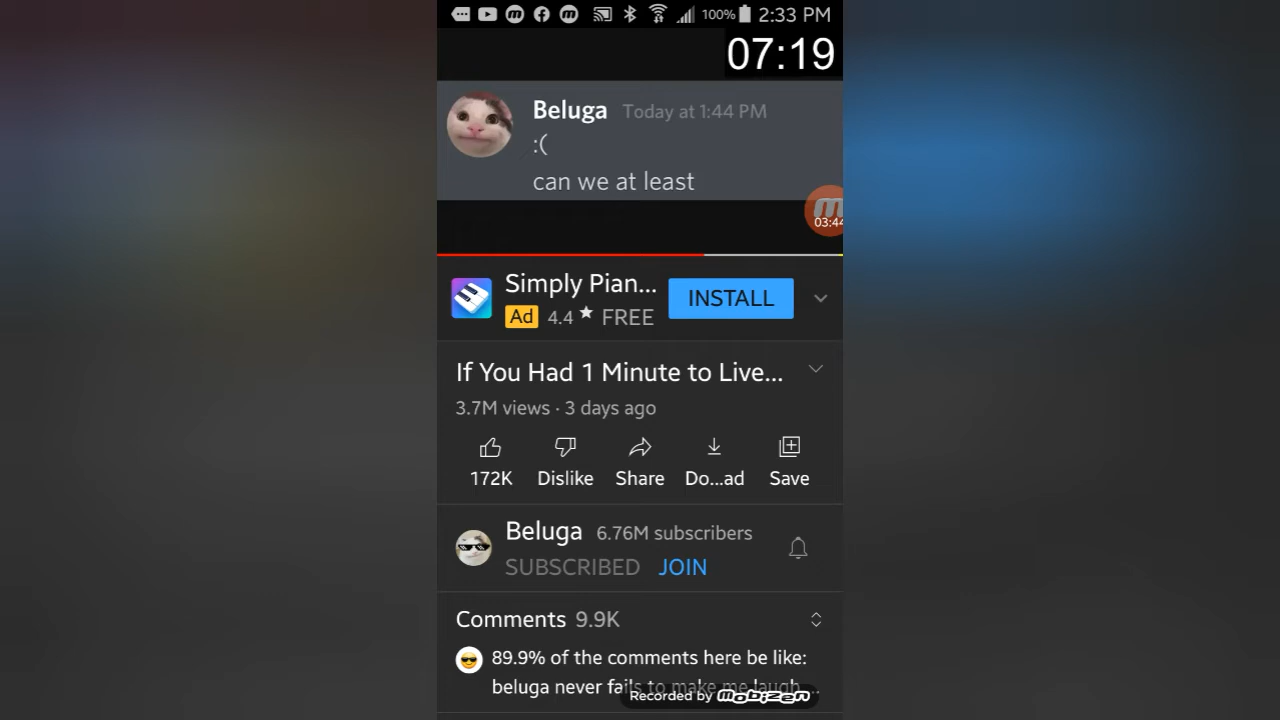 100% 2:33 PM
07:19
Beluga Today at 1:44 PM
:(
can we at least
03:44
Simply Pian... INSTALL
Ad 4.4 ★ FREE
If You Had 1 Minute to Live...
3.7M views · 3 days ago
172K Dislike Share Do...ad Save
Beluga 6.76M subscribers
SUBSCRIBED JOIN
Comments 9.9K
89.9% of the comments here be like:
beluga never fails to make me laugh...
Recorded by mobizen